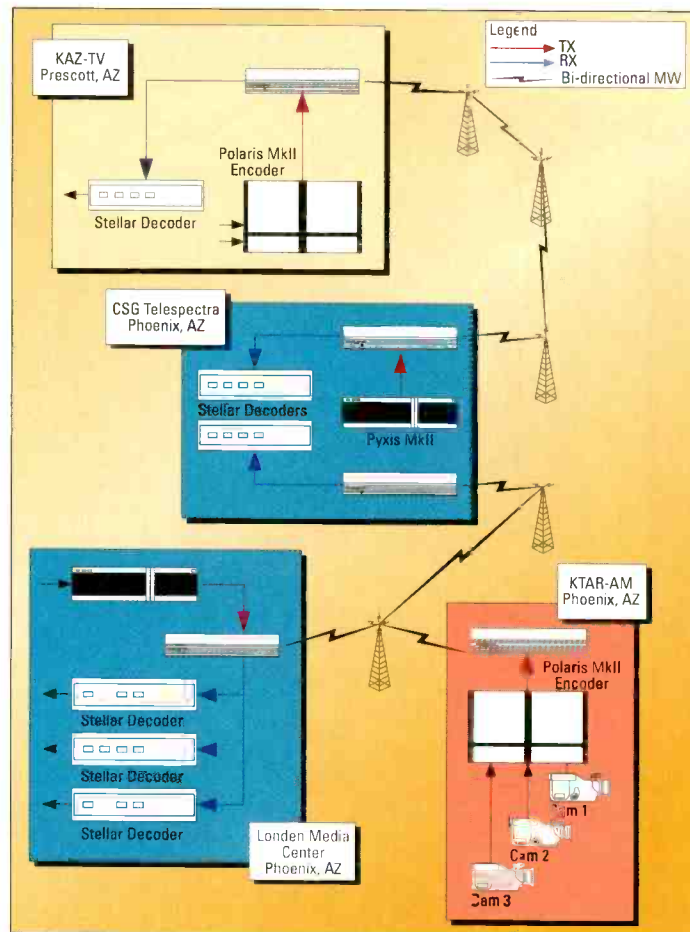 Legend
TX
RX
Bi-directional MW
KAZ-TV
Prescott, AZ
Polaris MkII
Encoder
Stellar Decoder
CSG Telespectra
Phoenix, AZ
Stellar Decoders
Pyxis MkII
KTAR-AM
Phoenix, AZ
Polaris MkII
Encoder
Stellar Decoder
Stellar Decoder
Stellar Decoder
Londen Media
Center
Phoenix, AZ
Cam 1
Cam 2
Cam 3